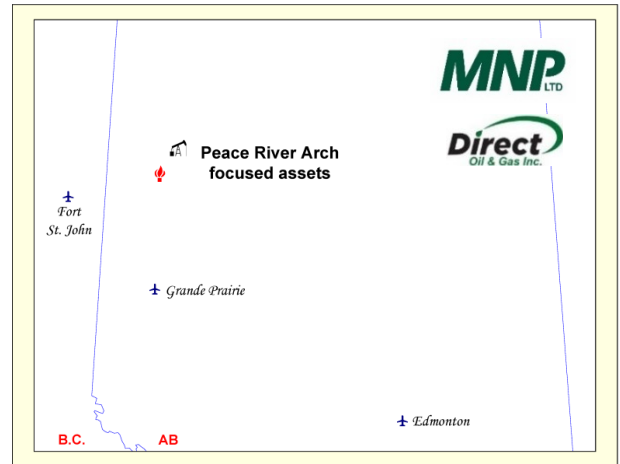 MNP
LTD
Direct
Oil & Gas Inc.
Peace River Arch
focused assets
Fort
St. John
Grande Prairie
Edmonton
B.C. AB